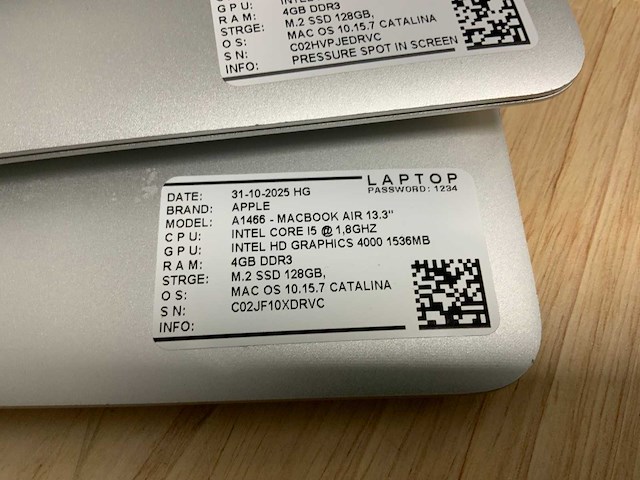 INTEL
G P U: 4GB DDR3
R A M: M.2 SSD 128GB,
STRGE: MAC OS 10.15.7 CATALINA
O S: C02HVPJEDRVC
S N: PRESSURE SPOT IN SCREEN
INFO:
LAPTOP
PASSWORD: 1234
DATE: 31-10-2025 HG
BRAND: APPLE
MODEL: A1466 - MACBOOK AIR 13.3"
C P U: INTEL CORE I5 @ 1,8GHZ
G P U: INTEL HD GRAPHICS 4000 1536MB
R A M: 4GB DDR3
STRGE: M.2 SSD 128GB,
O S: MAC OS 10.15.7 CATALINA
S N: C02JF10XDRVC
INFO: